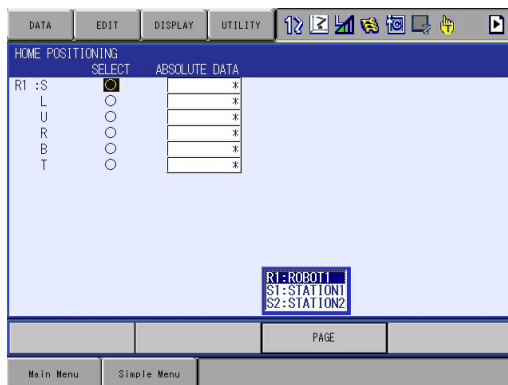 DATA EDIT DISPLAY UTILITY 12
HOME POSITIONING
SELECT ABSOLUTE DATA
R1 :S *
L *
U *
R *
B *
T *
R1:ROBOT1
S1:STATION1
S2:STATION2
PAGE
Main Menu Simple Menu